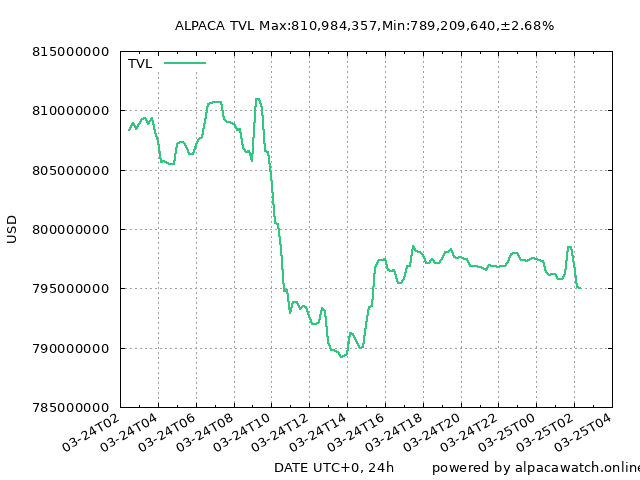 ALPACA TVL Max:810,984,357,Min:789,209,640,±2.68%
TVL
815000000
810000000
805000000
800000000
795000000
790000000
785000000
USD
03-24T02
03-24T04
03-24T06
03-24T08
03-24T10
03-24T12
03-24T14
03-24T16
03-24T18
03-24T20
03-24T22
03-25T00
03-25T02
03-25T04
DATE UTC+0, 24h
powered by alpacawatch.online